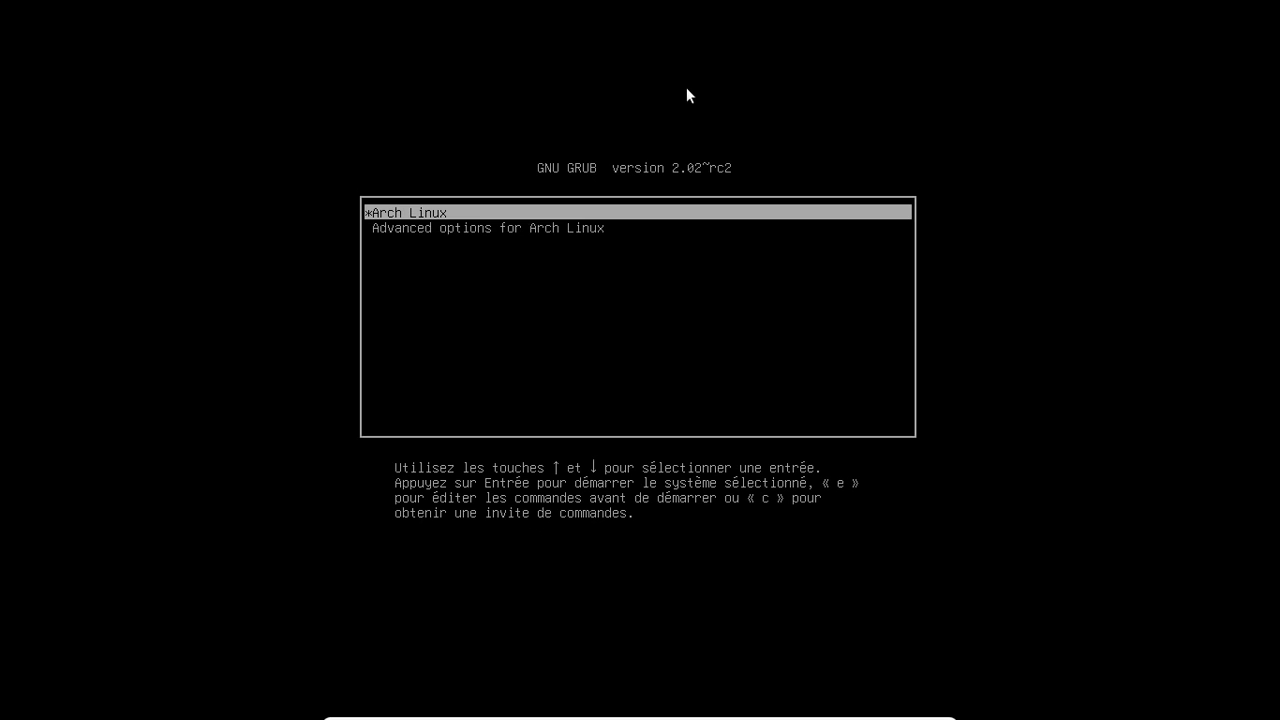 GNU GRUB  version 2.02~rc2
*Arch Linux
Advanced options for Arch Linux
Utilisez les touches ↑ et ↓ pour sélectionner une entrée.
Appuyez sur Entrée pour démarrer le système sélectionné, « e »
pour éditer les commandes avant de démarrer ou « c » pour
obtenir une invite de commandes.